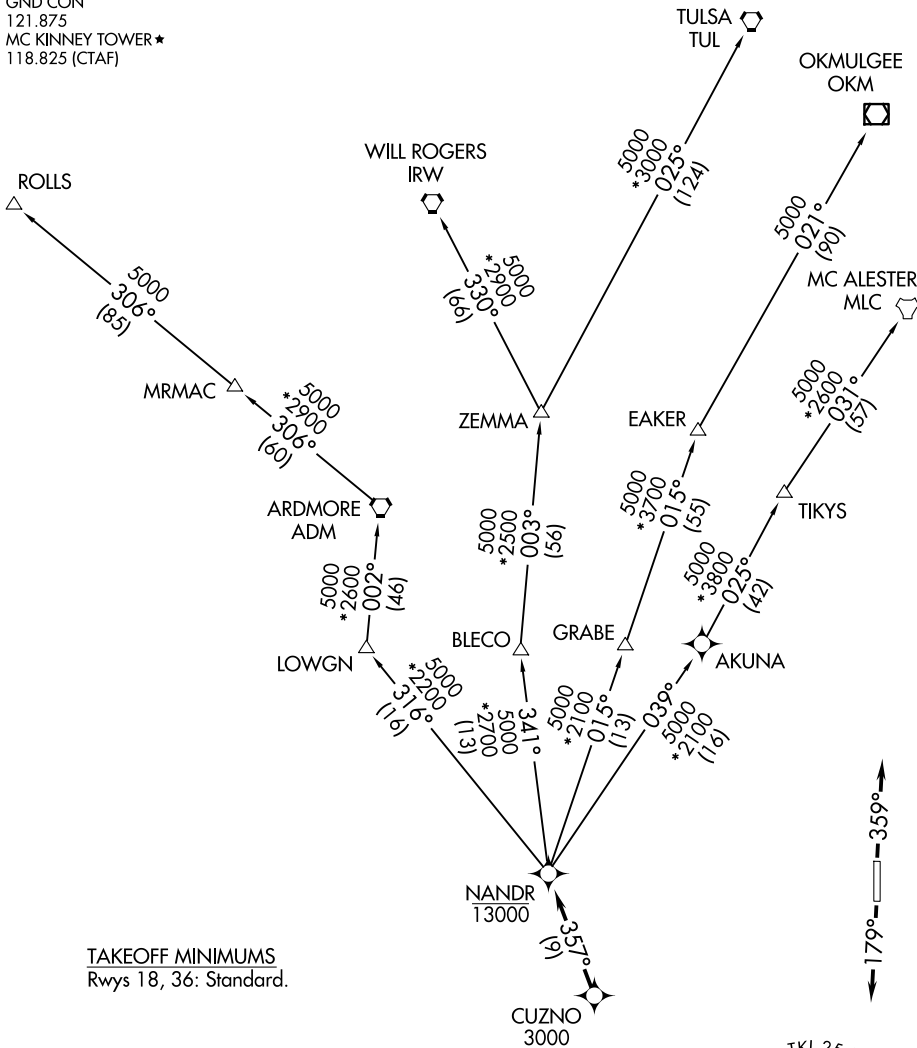 GND CON
121.875
MC KINNEY TOWER★
118.825 (CTAF)
TULSA
TUL
OKMULGEE
OKM
WILL ROGERS
IRW
ROLLS
5000
*3000
025°
(124)
5000
021°
(90)
MC ALESTER
MLC
5000
*2900
330°
(66)
5000
306°
(85)
MRMAC
5000
*2900
306°
(60)
ZEMMA
EAKER
5000
*2600
031°
(57)
ARDMORE
ADM
5000
*2500
003°
(56)
5000
*3700
015°
(55)
TIKYS
5000
*2600
002°
(46)
5000
*3800
025°
(42)
LOWGN
BLECO
GRABE
AKUNA
5000
*2200
316°
(16)
341°
5000
*2700
(13)
5000
*2100
015°
(13)
039°
5000
*2100
(16)
359°
179°
NANDR
13000
357°
(9)
TAKEOFF MINIMUMS
Rwys 18, 36: Standard.
CUZNO
3000